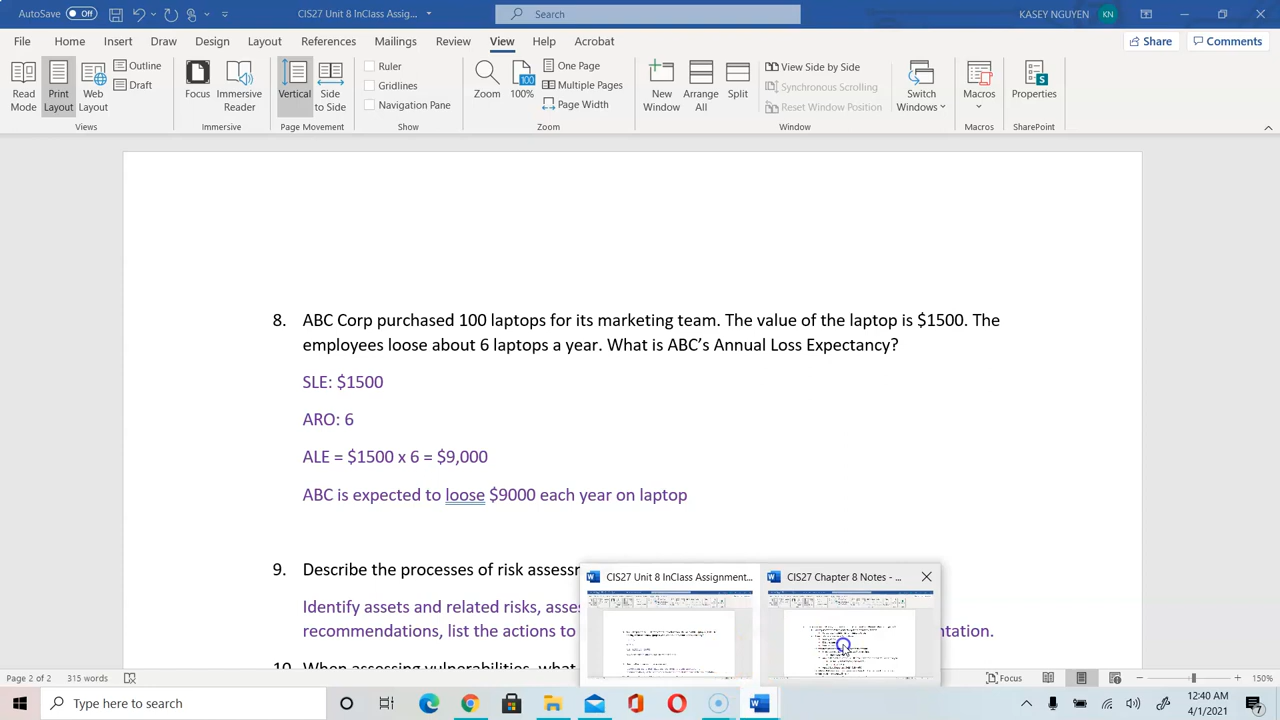 AutoSave Off Search KASEY NGUYEN KN
File Home Insert Draw Design Layout References Mailings Review View Help Acrobat Share Comments
Read Mode
Print Layout
Web Layout
Outline
Draft
Views
Focus
Immersive Reader
Immersive
Vertical
Side to Side
Page Movement
Ruler
Gridlines
Navigation Pane
Show
Zoom
100
100%
One Page
Multiple Pages
Page Width
Zoom
New Window
Arrange All
Split
View Side by Side
Synchronous Scrolling
Reset Window Position
Window
Switch Windows
Macros
Macros
Properties
SharePoint
8. ABC Corp purchased 100 laptops for its marketing team. The value of the laptop is $1500. The
employees loose about 6 laptops a year. What is ABC's Annual Loss Expectancy?
SLE: $1500
ARO: 6
ALE = $1500 x 6 = $9,000
ABC is expected to loose $9000 each year on laptop
9. Describe the processes of risk assessm
Identify assets and related risks, asses
recommendations, list the actions to
ntation.
10. When assessing vulnerabilities, what
CIS27 Unit 8 InClass Assignment...
CIS27 Chapter 8 Notes - ...
Page 2 of 2 315 words Focus 150%
Type here to search
12:40 AM
4/1/2021
7